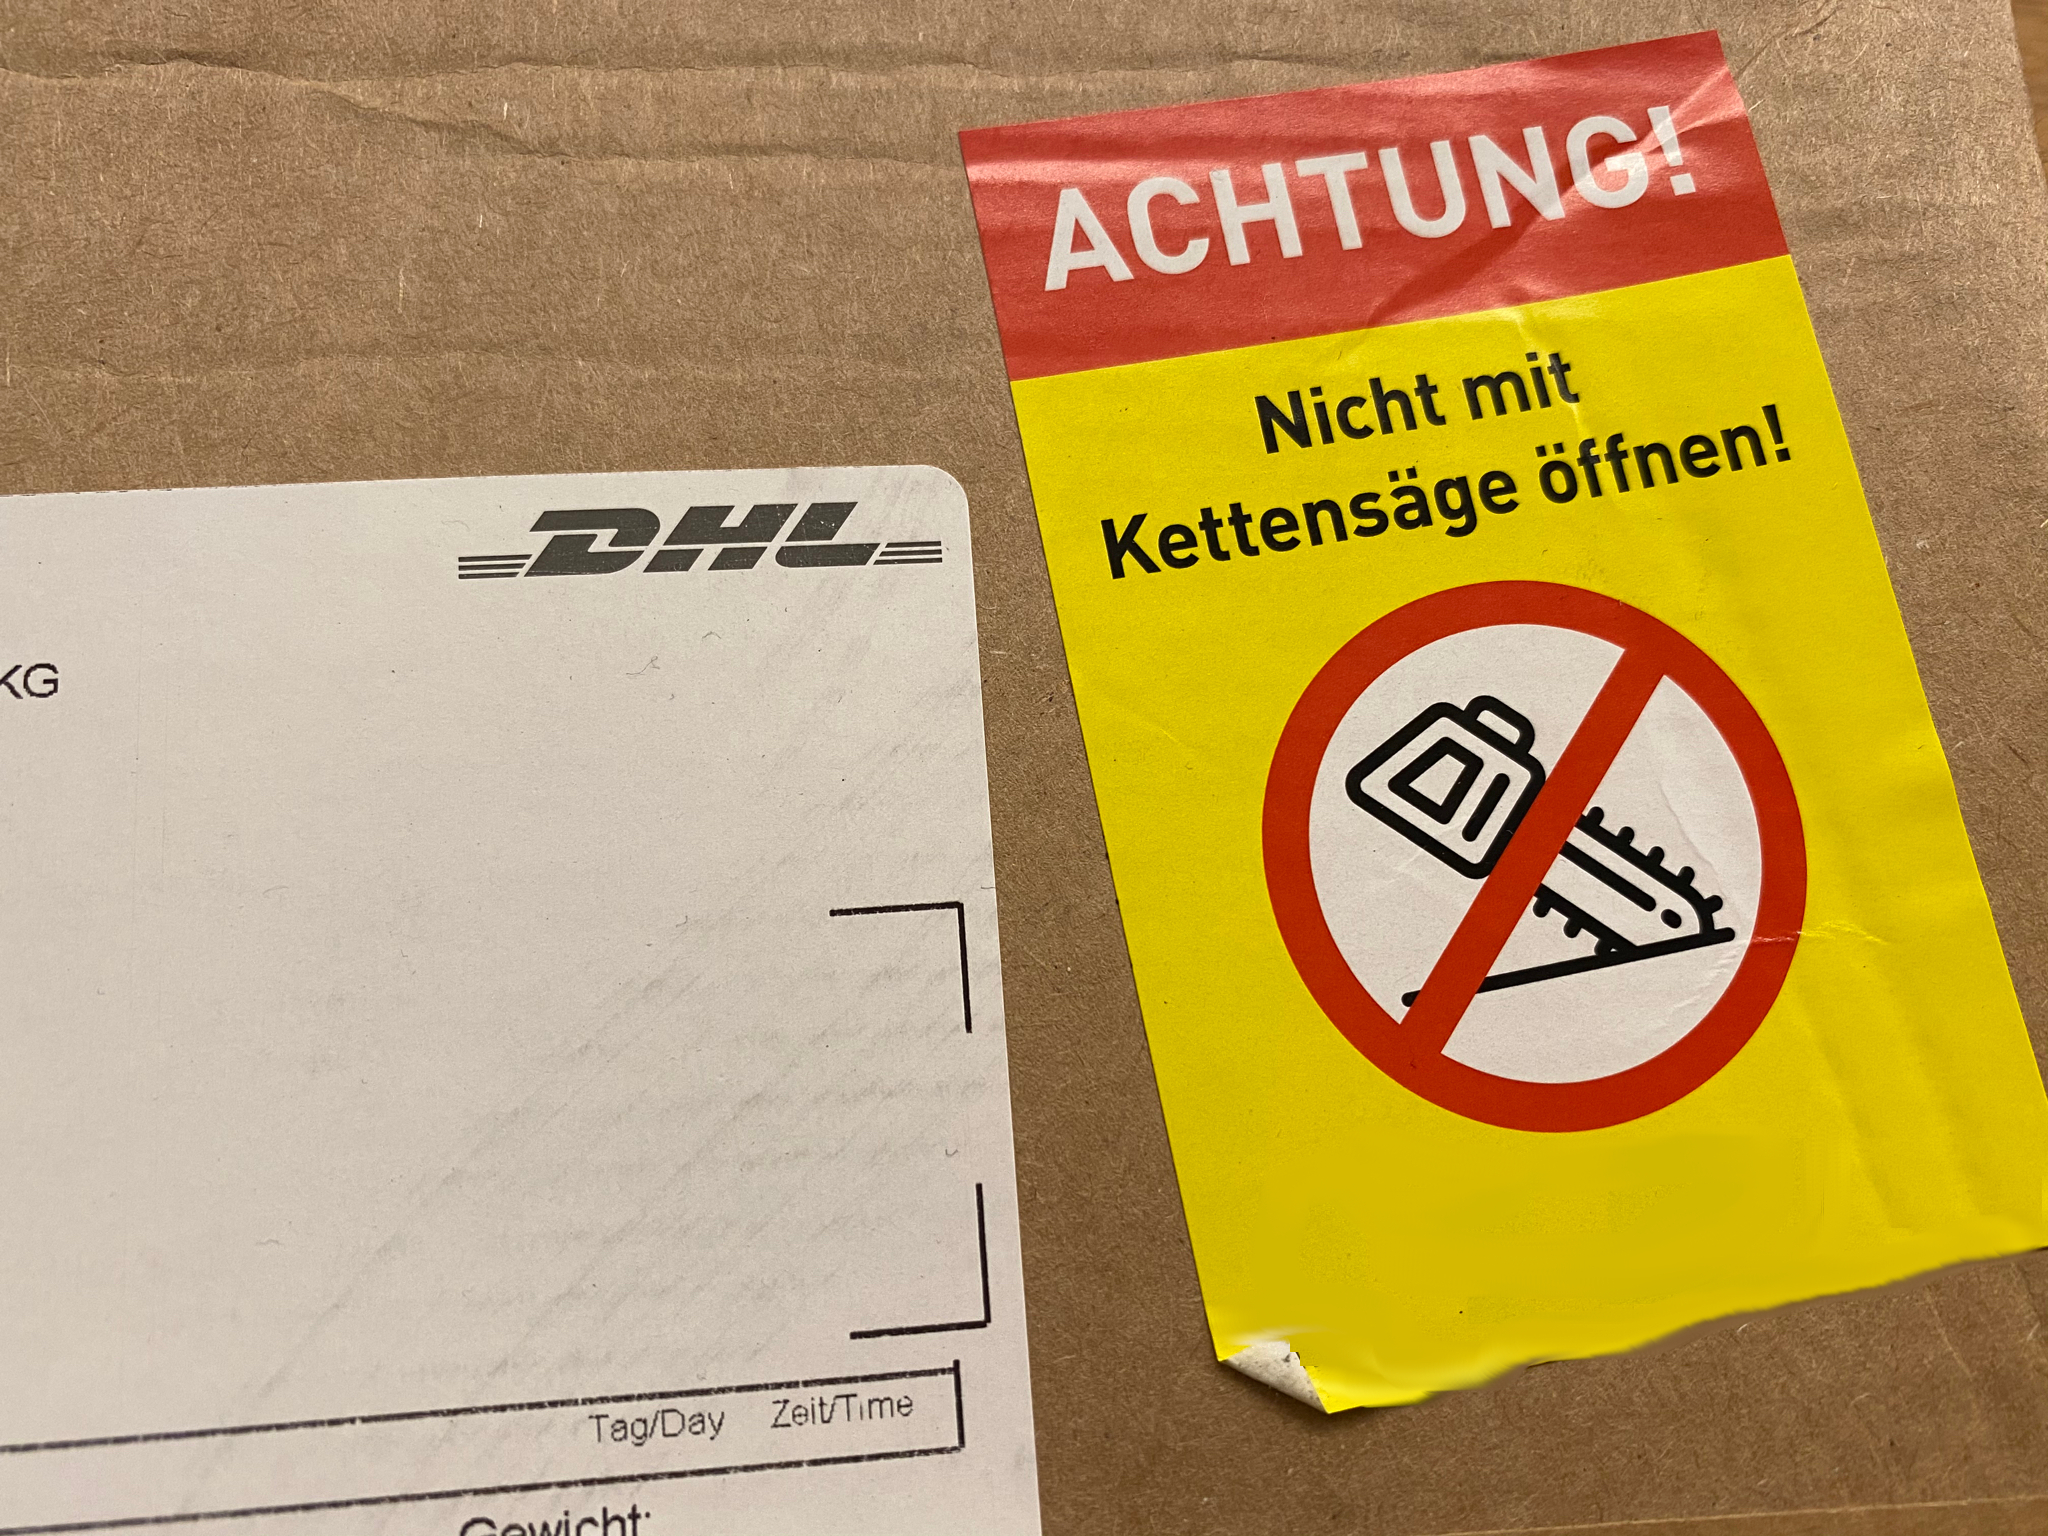 ACHTUNG!
Nicht mit
Kettensäge öffnen!
DHL
KG
Tag/Day Zeit/Time
Gewicht: